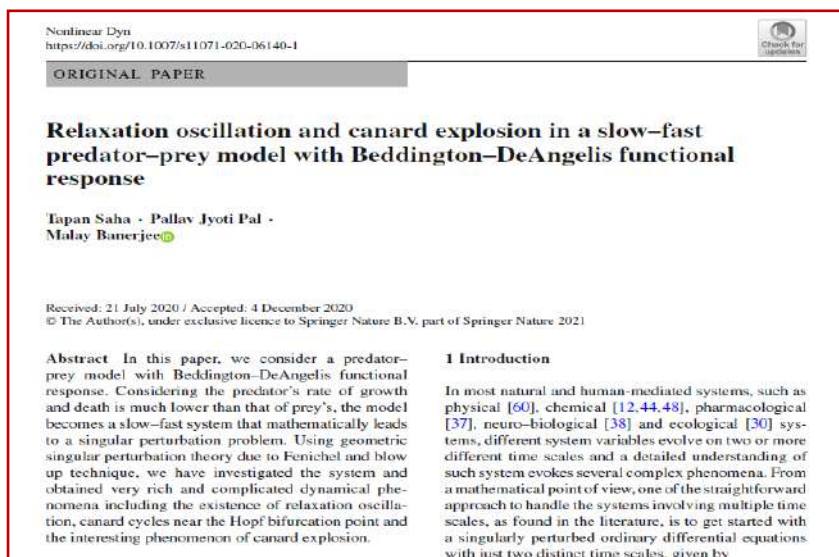 Nonlinear Dyn
https://doi.org/10.1007/s11071-020-06140-1
Check for
updates
ORIGINAL PAPER
Relaxation oscillation and canard explosion in a slow–fast
predator–prey model with Beddington–DeAngelis functional
response
Tapan Saha · Pallav Jyoti Pal ·
Malay Banerjee
Received: 21 July 2020 / Accepted: 4 December 2020
© The Author(s), under exclusive licence to Springer Nature B.V. part of Springer Nature 2021
Abstract In this paper, we consider a predator–
prey model with Beddington–DeAngelis functional
response. Considering the predator's rate of growth
and death is much lower than that of prey's, the model
becomes a slow–fast system that mathematically leads
to a singular perturbation problem. Using geometric
singular perturbation theory due to Fenichel and blow
up technique, we have investigated the system and
obtained very rich and complicated dynamical phe-
nomena including the existence of relaxation oscilla-
tion, canard cycles near the Hopf bifurcation point and
the interesting phenomenon of canard explosion.
1 Introduction
In most natural and human-mediated systems, such as
physical [60], chemical [12,44,48], pharmacological
[37], neuro–biological [38] and ecological [30] sys-
tems, different system variables evolve on two or more
different time scales and a detailed understanding of
such system evokes several complex phenomena. From
a mathematical point of view, one of the straightforward
approach to handle the systems involving multiple time
scales, as found in the literature, is to get started with
a singularly perturbed ordinary differential equations
with just two distinct time scales, given by